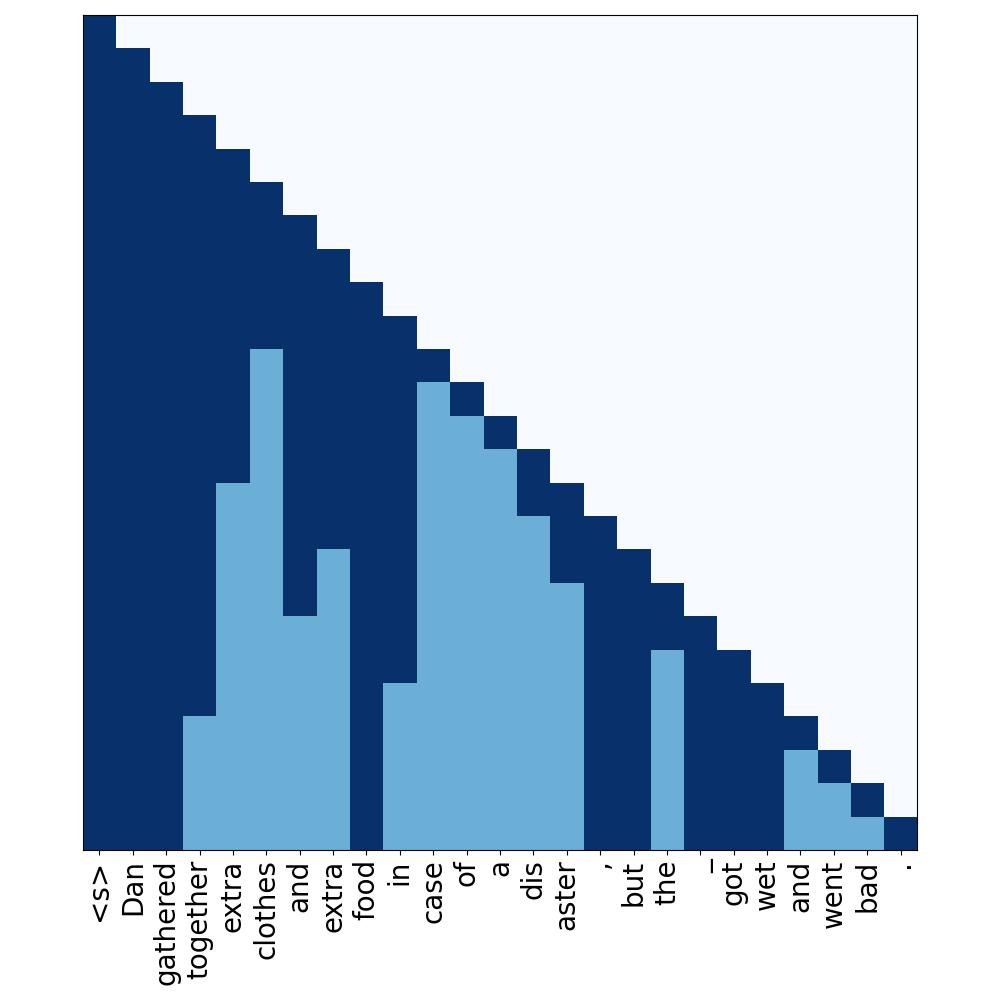 <s> Dan gathered together extra clothes and extra food in case of a dis aster , but the _ got wet and went bad .